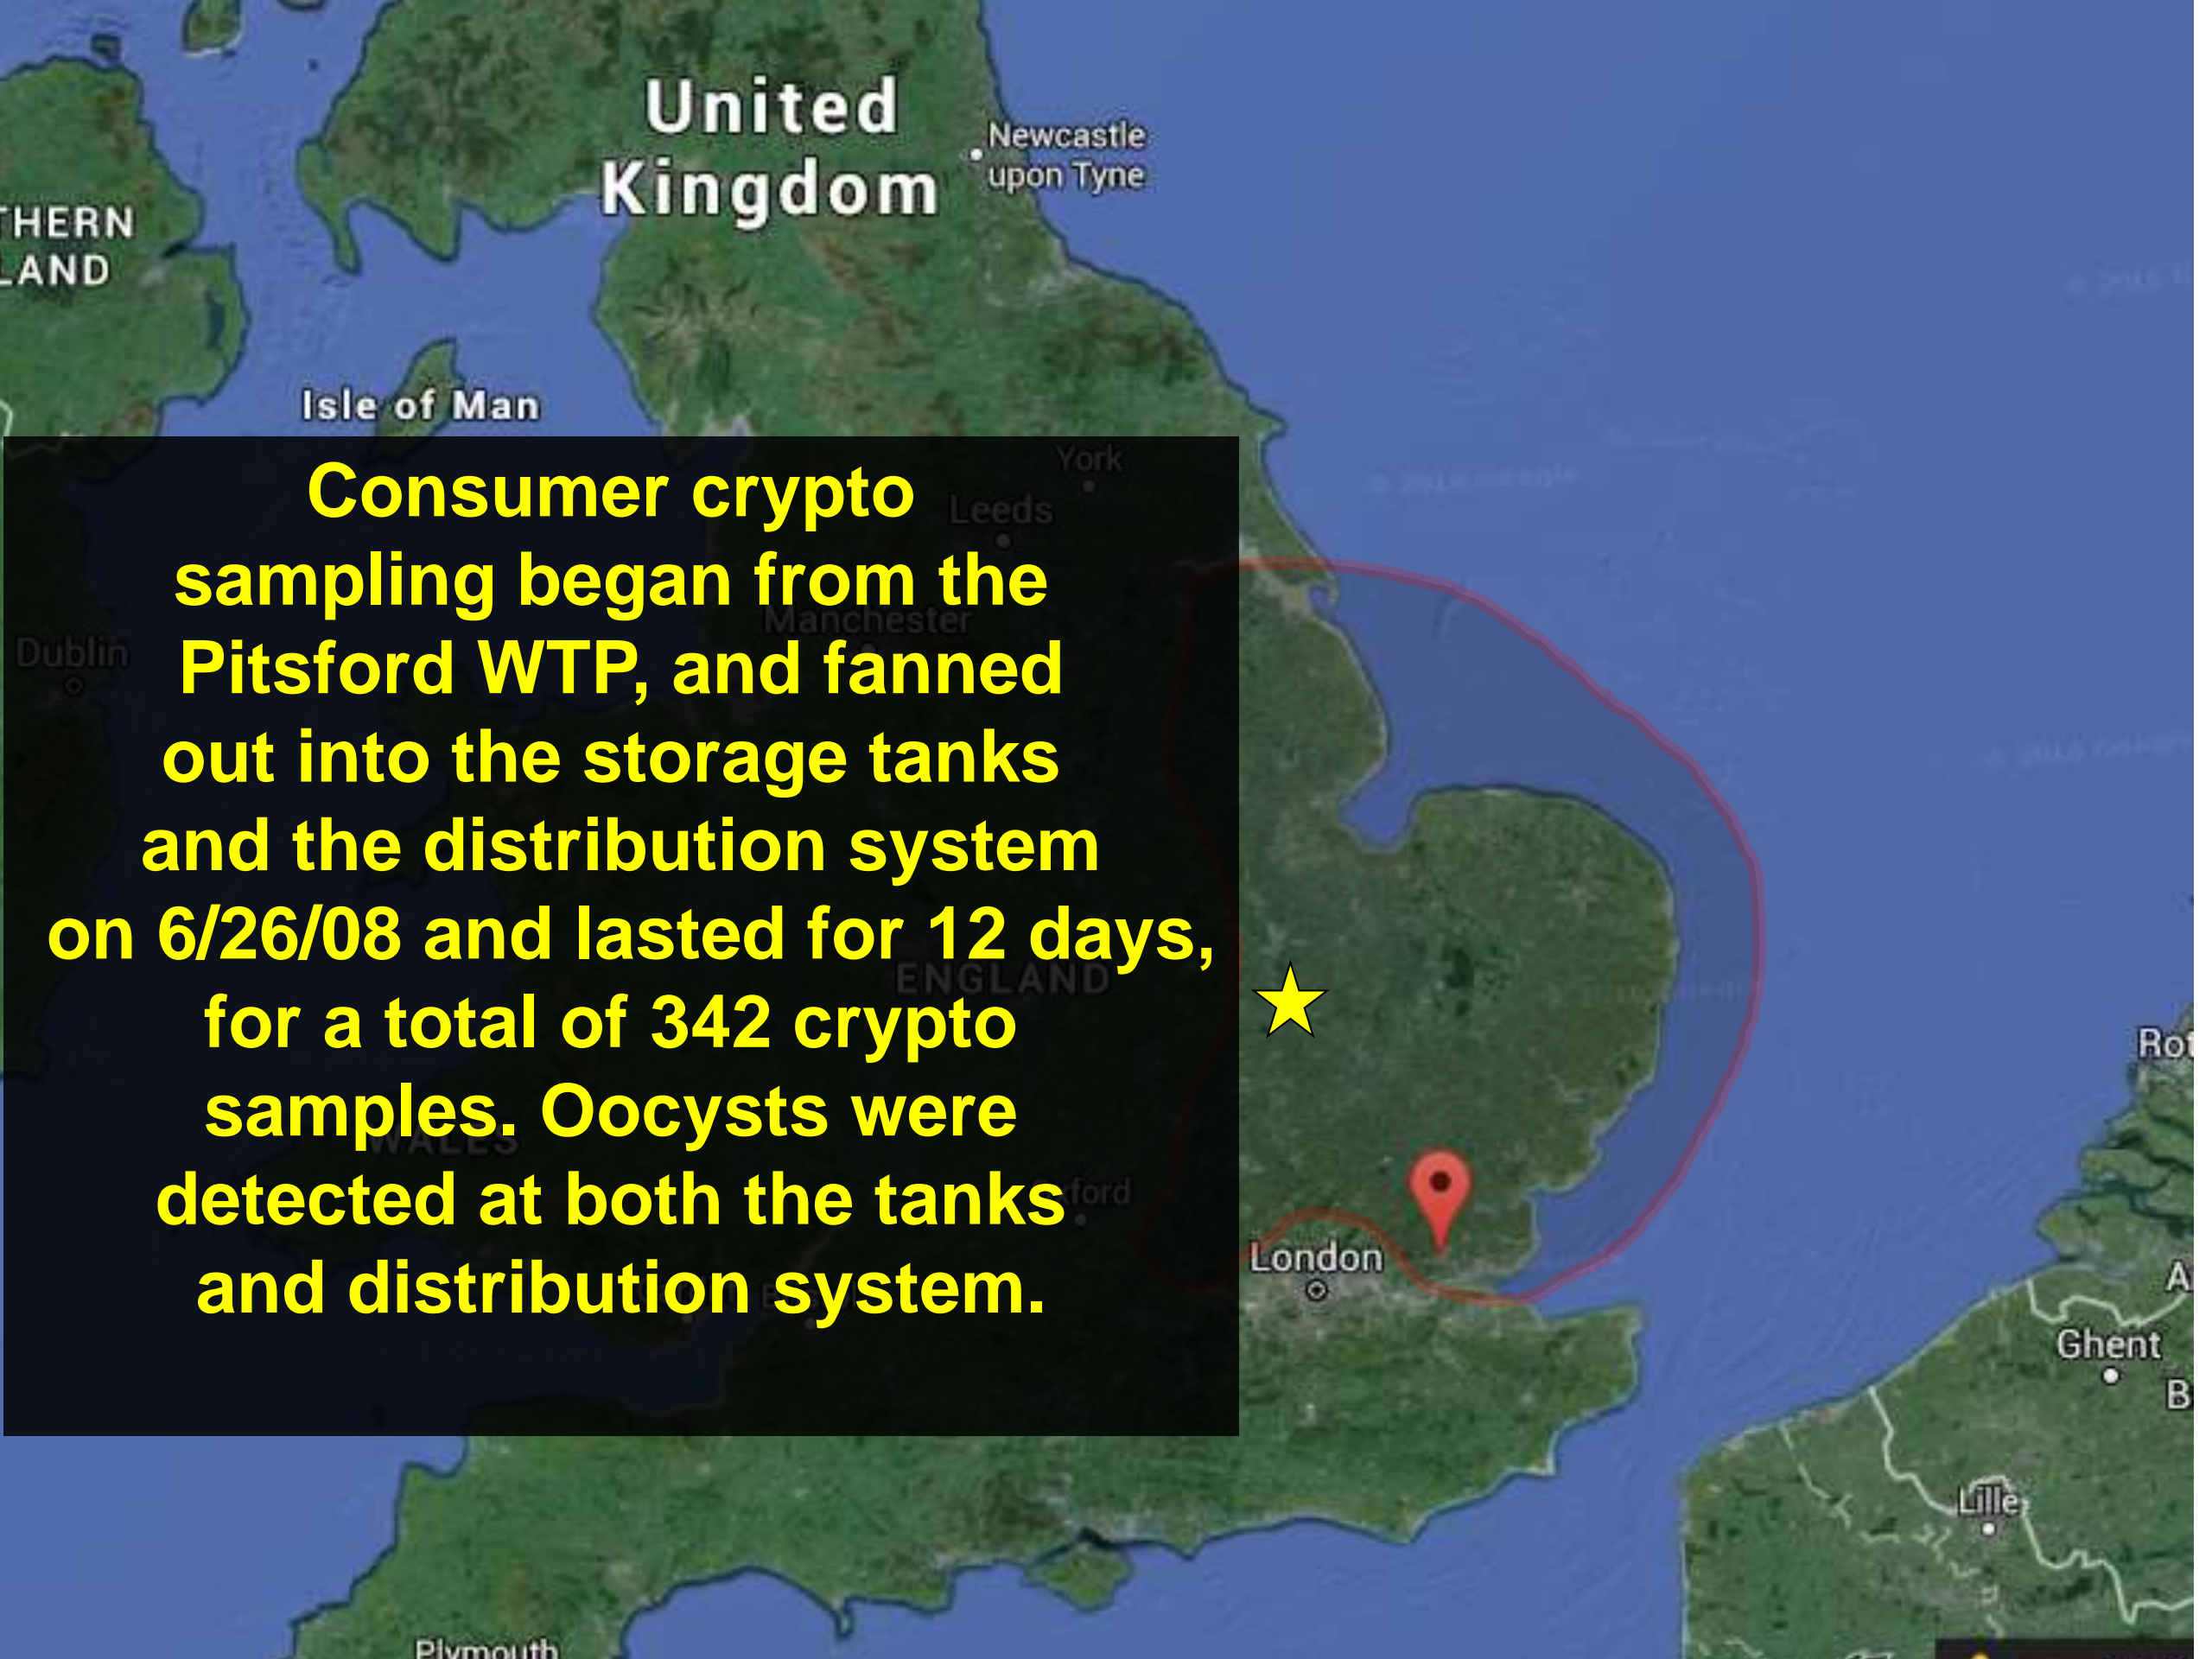 United
Kingdom
Newcastle
upon Tyne
THERN
LAND
Isle of Man
York
Leeds
Manchester
Dublin
Consumer crypto
sampling began from the
Pitsford WTP, and fanned
out into the storage tanks
and the distribution system
on 6/26/08 and lasted for 12 days,
for a total of 342 crypto
samples. Oocysts were
detected at both the tanks
and distribution system.
ENGLAND
WALES
London
Ghent
Lille
Plymouth